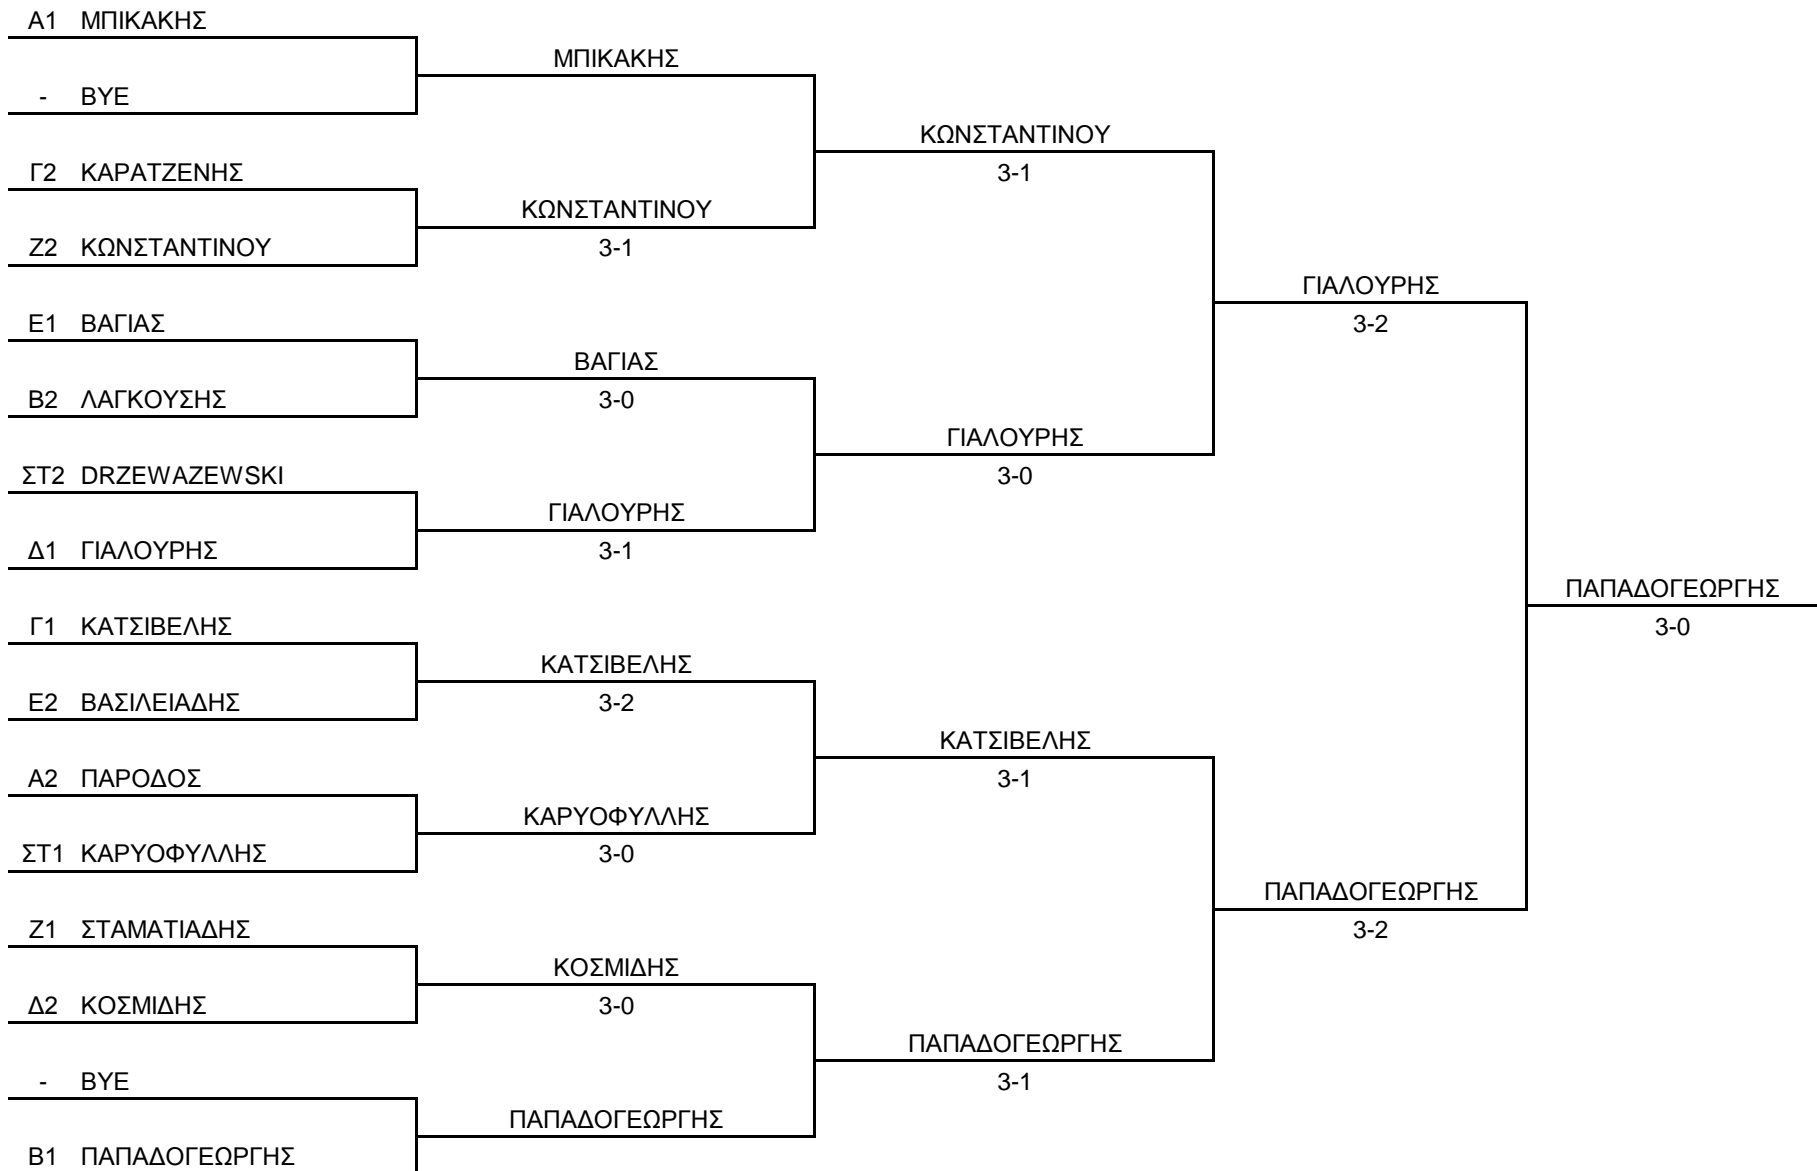 Α1 ΜΠΙΚΑΚΗΣ
ΜΠΙΚΑΚΗΣ
- BYE
ΚΩΝΣΤΑΝΤΙΝΟΥ
Γ2 ΚΑΡΑΤΖΕΝΗΣ
3-1
ΚΩΝΣΤΑΝΤΙΝΟΥ
Ζ2 ΚΩΝΣΤΑΝΤΙΝΟΥ
3-1
ΓΙΑΛΟΥΡΗΣ
Ε1 ΒΑΓΙΑΣ
3-2
ΒΑΓΙΑΣ
Β2 ΛΑΓΚΟΥΣΗΣ
3-0
ΓΙΑΛΟΥΡΗΣ
ΣΤ2 DRZEWAZEWSKI
3-0
ΓΙΑΛΟΥΡΗΣ
Δ1 ΓΙΑΛΟΥΡΗΣ
3-1
ΠΑΠΑΔΟΓΕΩΡΓΗΣ
Γ1 ΚΑΤΣΙΒΕΛΗΣ
3-0
ΚΑΤΣΙΒΕΛΗΣ
Ε2 ΒΑΣΙΛΕΙΑΔΗΣ
3-2
ΚΑΤΣΙΒΕΛΗΣ
Α2 ΠΑΡΟΔΟΣ
3-1
ΚΑΡΥΟΦΥΛΛΗΣ
ΣΤ1 ΚΑΡΥΟΦΥΛΛΗΣ
3-0
ΠΑΠΑΔΟΓΕΩΡΓΗΣ
Ζ1 ΣΤΑΜΑΤΙΑΔΗΣ
3-2
ΚΟΣΜΙΔΗΣ
Δ2 ΚΟΣΜΙΔΗΣ
3-0
ΠΑΠΑΔΟΓΕΩΡΓΗΣ
- BYE
3-1
ΠΑΠΑΔΟΓΕΩΡΓΗΣ
Β1 ΠΑΠΑΔΟΓΕΩΡΓΗΣ